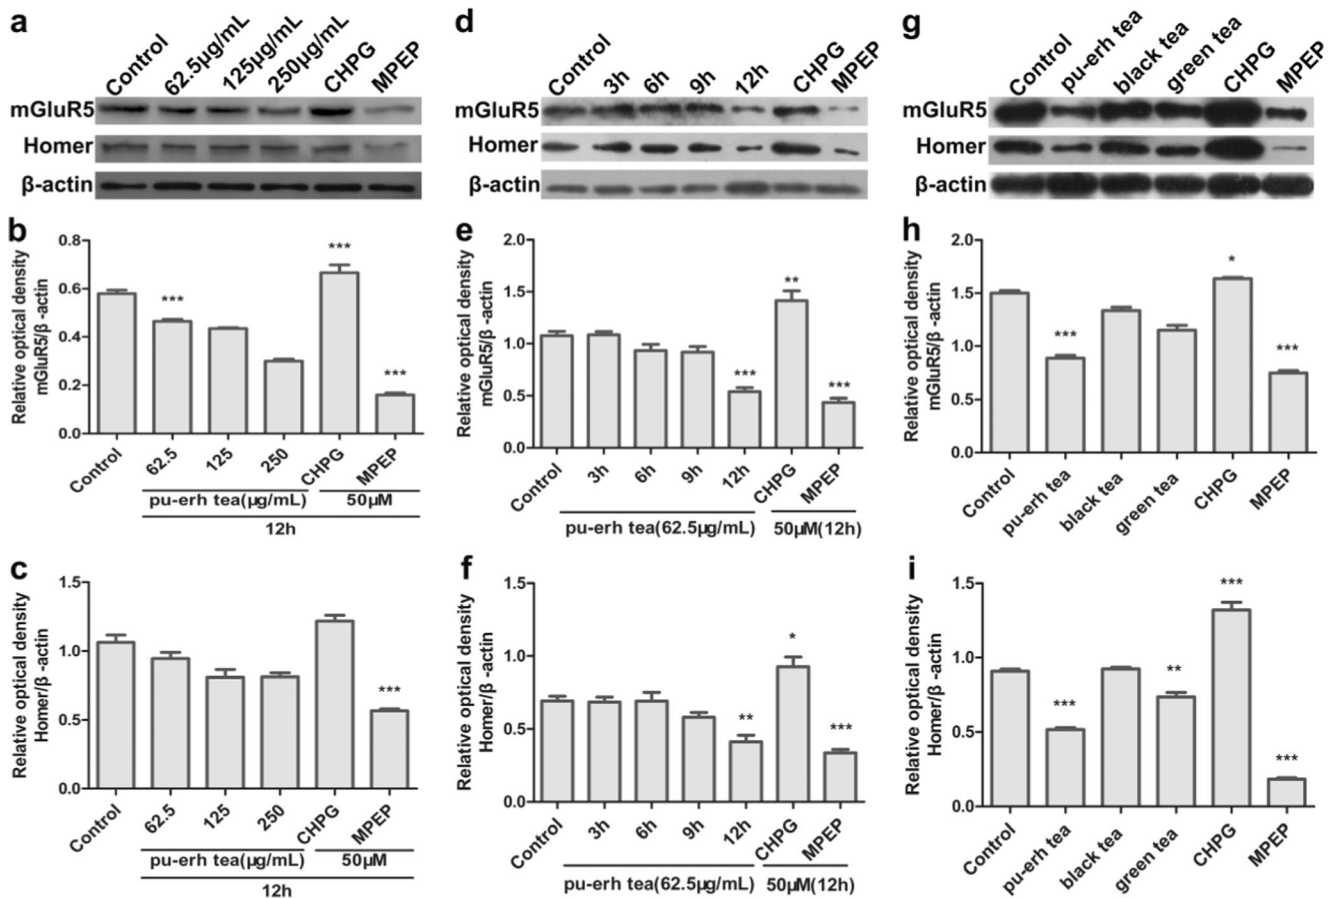 a
Control
62.5μg/mL
125μg/mL
250μg/mL
CHPG
MPEP
mGluR5
Homer
β-actin
b
Relative optical density
mGluR5/β -actin
0.8
0.6
0.4
0.2
0.0
***
***
***
Control
62.5
125
250
CHPG
MPEP
pu-erh tea(μg/mL)
50μM
12h
c
Relative optical density
Homer/β -actin
1.5
1.0
0.5
0.0
***
Control
62.5
125
250
CHPG
MPEP
pu-erh tea(μg/mL)
50μM
12h
d
Control
3h
6h
9h
12h
CHPG
MPEP
mGluR5
Homer
β-actin
e
Relative optical density
mGluR5/β -actin
2.0
1.5
1.0
0.5
0.0
***
**
***
Control
3h
6h
9h
12h
CHPG
MPEP
pu-erh tea(62.5μg/mL)
50μM(12h)
f
Relative optical density
Homer/β -actin
1.5
1.0
0.5
0.0
**
*
***
Control
3h
6h
9h
12h
CHPG
MPEP
pu-erh tea(62.5μg/mL)
50μM(12h)
g
Control
pu-erh tea
black tea
green tea
CHPG
MPEP
mGluR5
Homer
β-actin
h
Relative optical density
mGluR5/β -actin
2.0
1.5
1.0
0.5
0.0
***
*
***
Control
pu-erh tea
black tea
green tea
CHPG
MPEP
i
Relative optical density
Homer/β -actin
1.5
1.0
0.5
0.0
***
**
***
***
Control
pu-erh tea
black tea
green tea
CHPG
MPEP